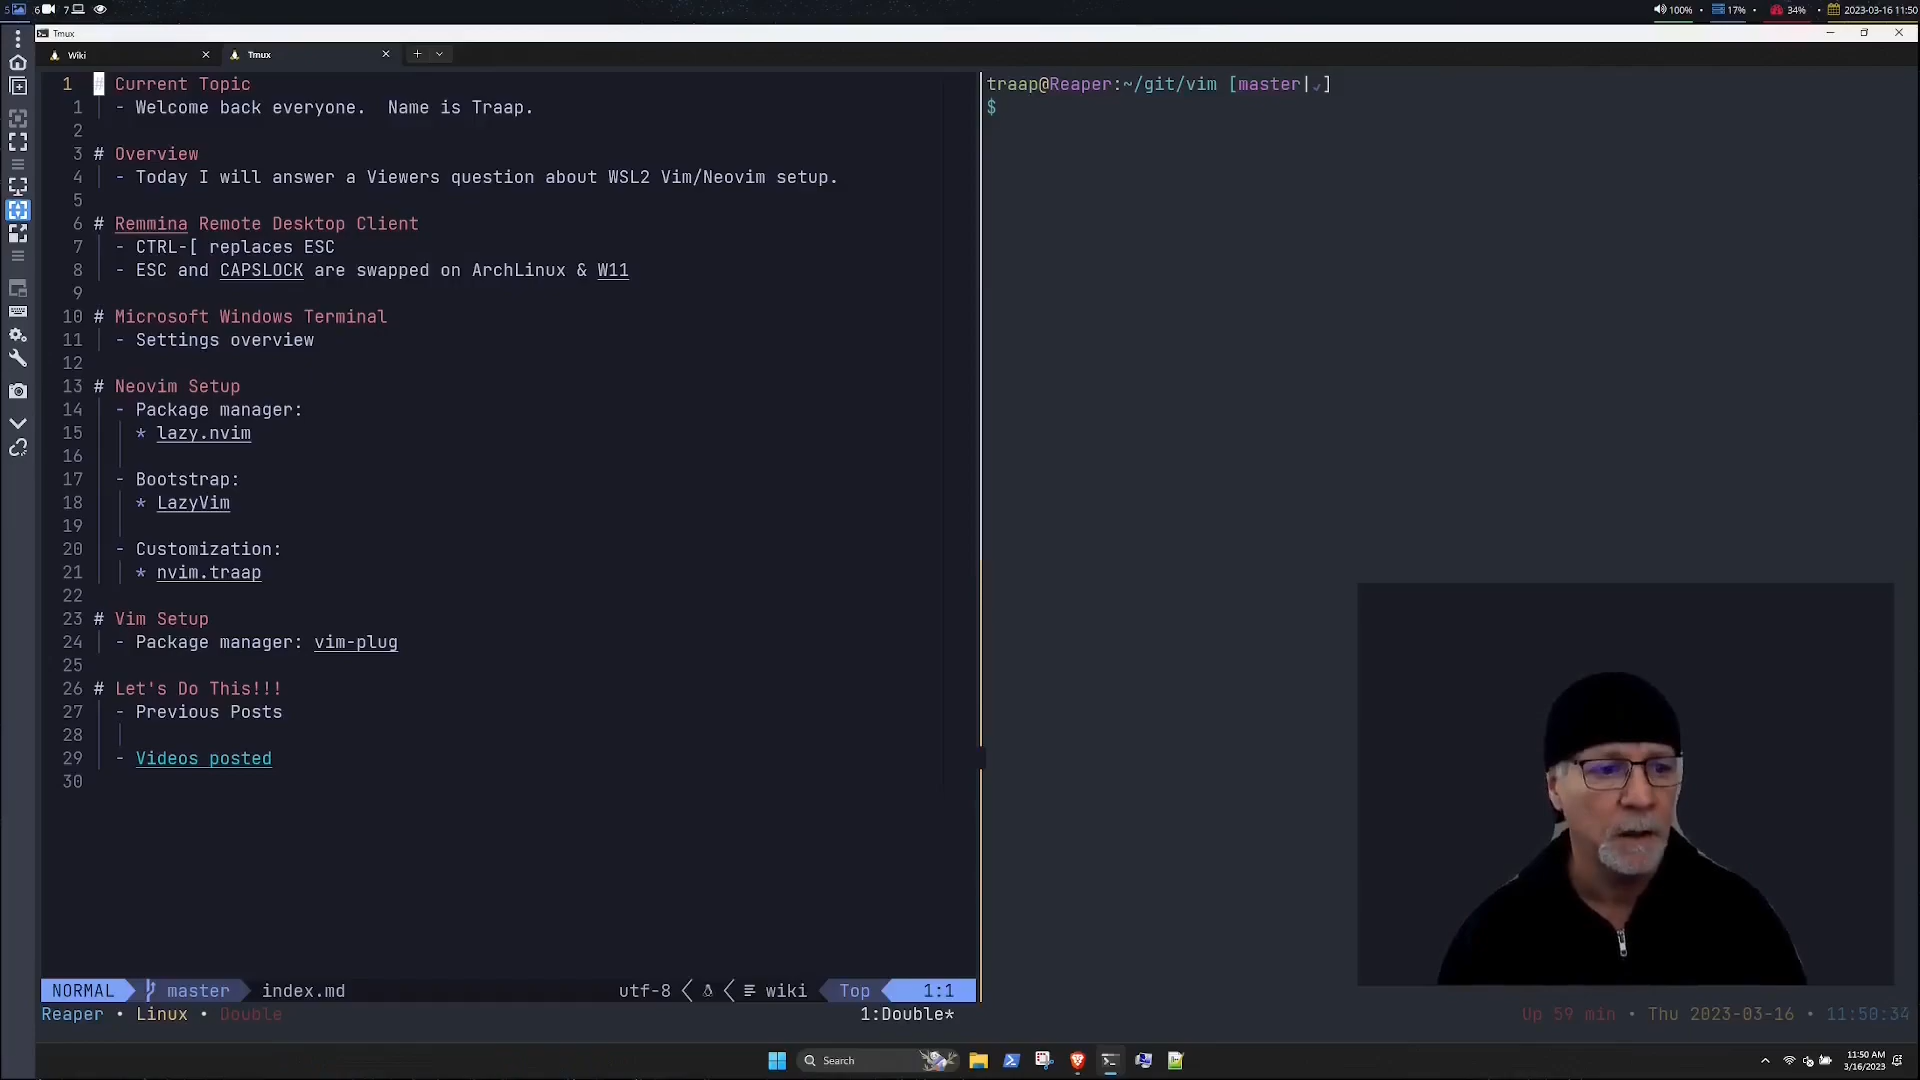 5 6 7
100% • 17% • 34% • 2023-03-16 11:50
Tmux
Wiki
Tmux
1 # Current Topic
1 - Welcome back everyone. Name is Traap.
2
3 # Overview
4 - Today I will answer a Viewers question about WSL2 Vim/Neovim setup.
5
6 # Remmina Remote Desktop Client
7 - CTRL-[ replaces ESC
8 - ESC and CAPSLOCK are swapped on ArchLinux & W11
9
10 # Microsoft Windows Terminal
11 - Settings overview
12
13 # Neovim Setup
14 - Package manager:
15 * lazy.nvim
16
17 - Bootstrap:
18 * LazyVim
19
20 - Customization:
21 * nvim.traap
22
23 # Vim Setup
24 - Package manager: vim-plug
25
26 # Let's Do This!!!
27 - Previous Posts
28
29 - Videos posted
30
traap@Reaper:~/git/vim [master|✓]
$
NORMAL master index.md utf-8 wiki Top 1:1
Reaper • Linux • Double 1:Double* Up 59 min • Thu 2023-03-16 • 11:50:34
Search
11:50 AM
3/16/2023